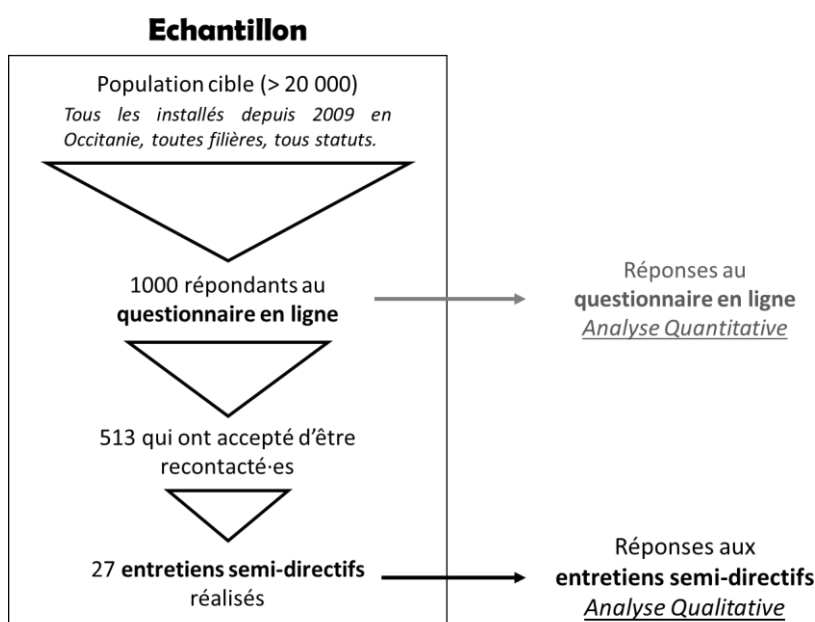 Echantillon
Population cible (> 20 000)
Tous les installés depuis 2009 en
Occitanie, toutes filières, tous statuts.
1000 répondants au
questionnaire en ligne
Réponses au
questionnaire en ligne
Analyse Quantitative
513 qui ont accepté d'être
recontacté·es
27 entretiens semi-directifs
réalisés
Réponses aux
entretiens semi-directifs
Analyse Qualitative